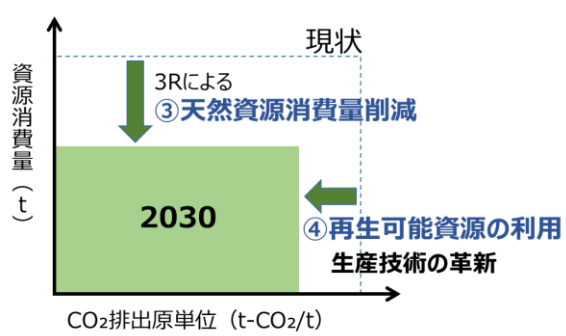 現状
資源消費量（t）
3Rによる
③天然資源消費量削減
2030
④再生可能資源の利用
生産技術の革新
CO₂排出原単位（t-CO₂/t）